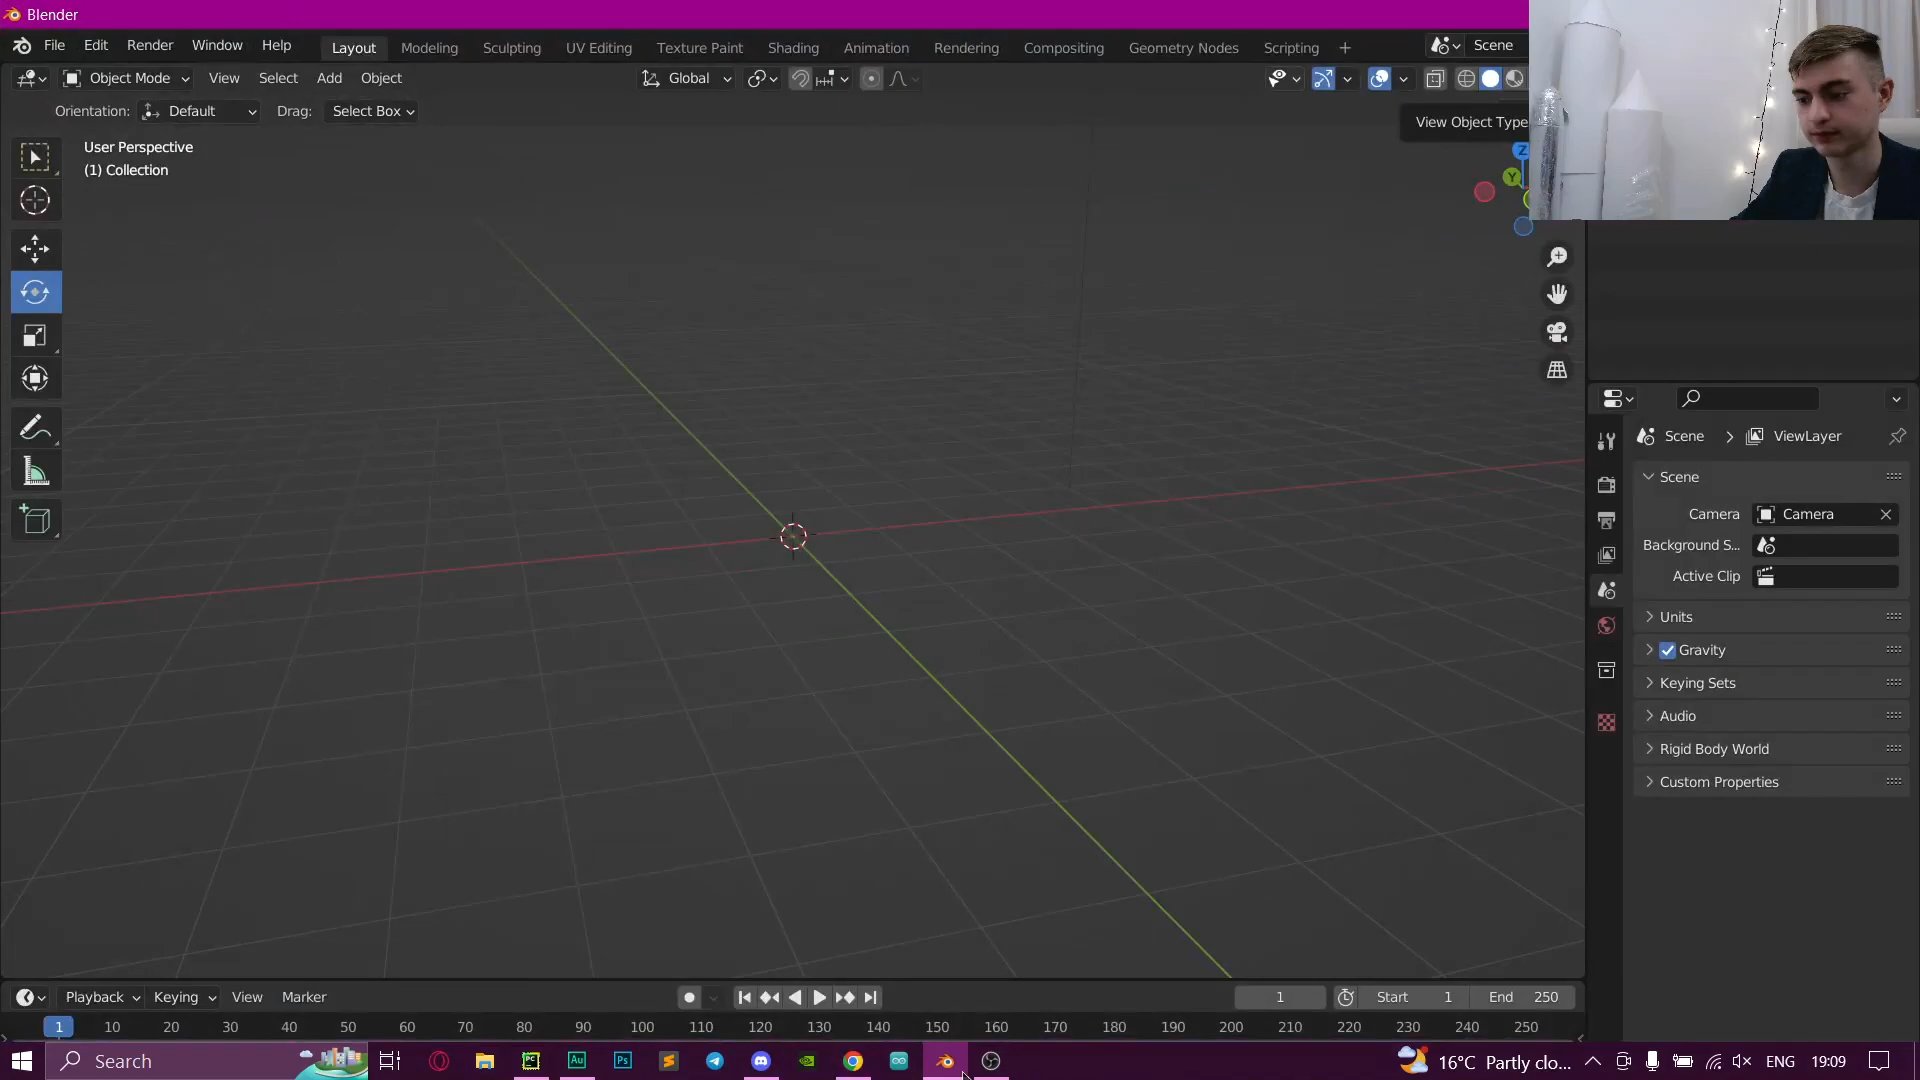 Blender
File Edit Render Window Help Layout Modeling Sculpting UV Editing Texture Paint Shading Animation Rendering Compositing Geometry Nodes Scripting + Scene
Object Mode View Select Add Object Global
Orientation: Default Drag: Select Box
View Object Type
User Perspective
(1) Collection
Z
Y
Scene ViewLayer
Scene
Camera Camera
Background S...
Active Clip
Units
Gravity
Keying Sets
Audio
Rigid Body World
Custom Properties
Playback Keying View Marker 1 Start 1 End 250
1 10 20 30 40 50 60 70 80 90 100 110 120 130 140 150 160 170 180 190 200 210 220 230 240 250
Search PC Au Ps S 16°C Partly clo... ENG 19:09